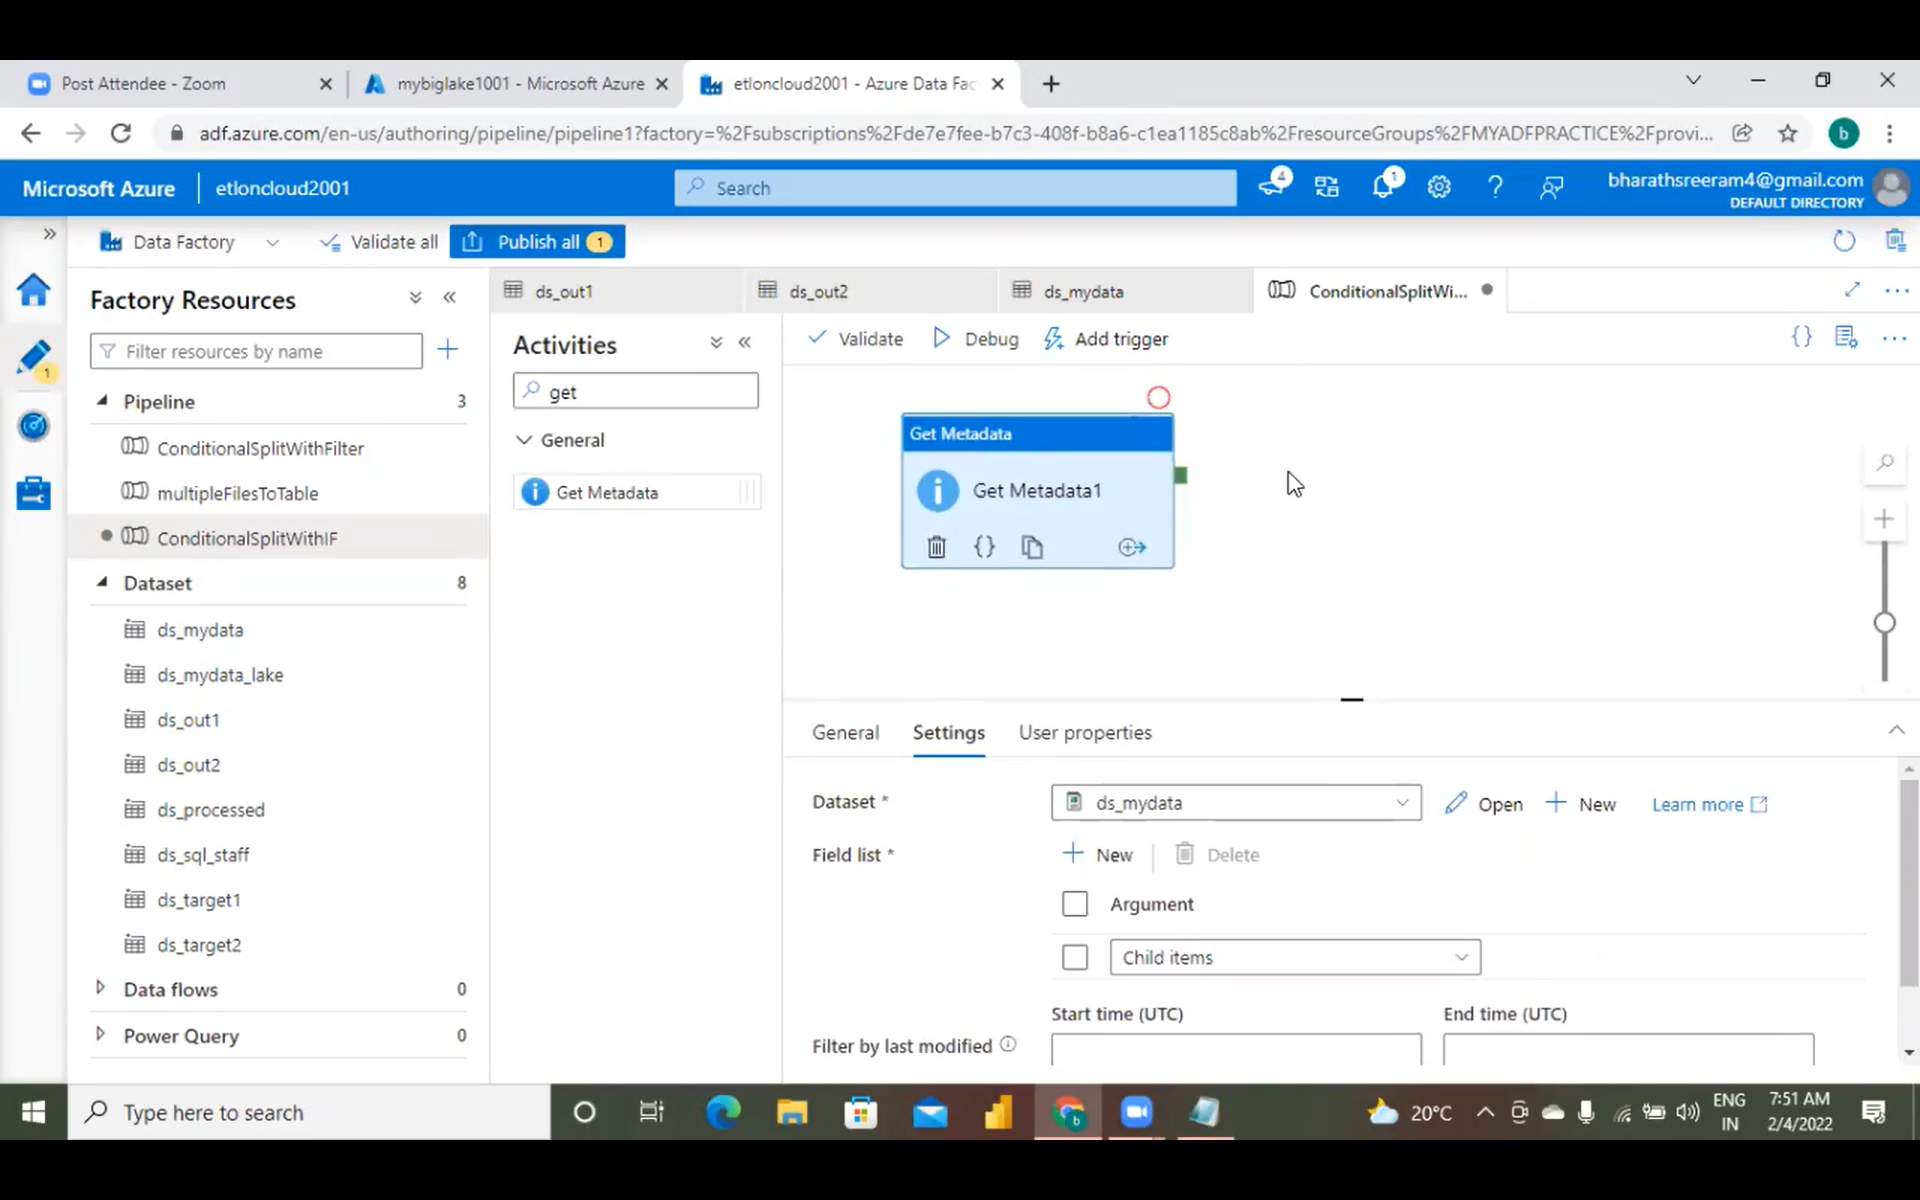 Post Attendee - Zoom
mybiglake1001 - Microsoft Azure
etloncloud2001 - Azure Data Fac
adf.azure.com/en-us/authoring/pipeline/pipeline1?factory=%2Fsubscriptions%2Fde7e7fee-b7c3-408f-b8a6-c1ea1185c8ab%2FresourceGroups%2FMYADFPRACTICE%2Fprovi...
b
Microsoft Azure
etloncloud2001
Search
4
1
bharathsreeram4@gmail.com
DEFAULT DIRECTORY
Data Factory
Validate all
Publish all 1
Factory Resources
ds_out1
ds_out2
ds_mydata
ConditionalSplitWi...
Filter resources by name
1
Activities
get
Validate
Debug
Add trigger
Pipeline 3
ConditionalSplitWithFilter
multipleFilesToTable
ConditionalSplitWithIF
General
Get Metadata
Get Metadata
Get Metadata1
Dataset 8
ds_mydata
ds_mydata_lake
ds_out1
ds_out2
ds_processed
ds_sql_staff
ds_target1
ds_target2
Data flows 0
Power Query 0
General
Settings
User properties
Dataset *
ds_mydata
Open
New
Learn more
Field list *
New
Delete
Argument
Child items
Start time (UTC)
End time (UTC)
Filter by last modified
Type here to search
20°C
ENG
IN
7:51 AM
2/4/2022